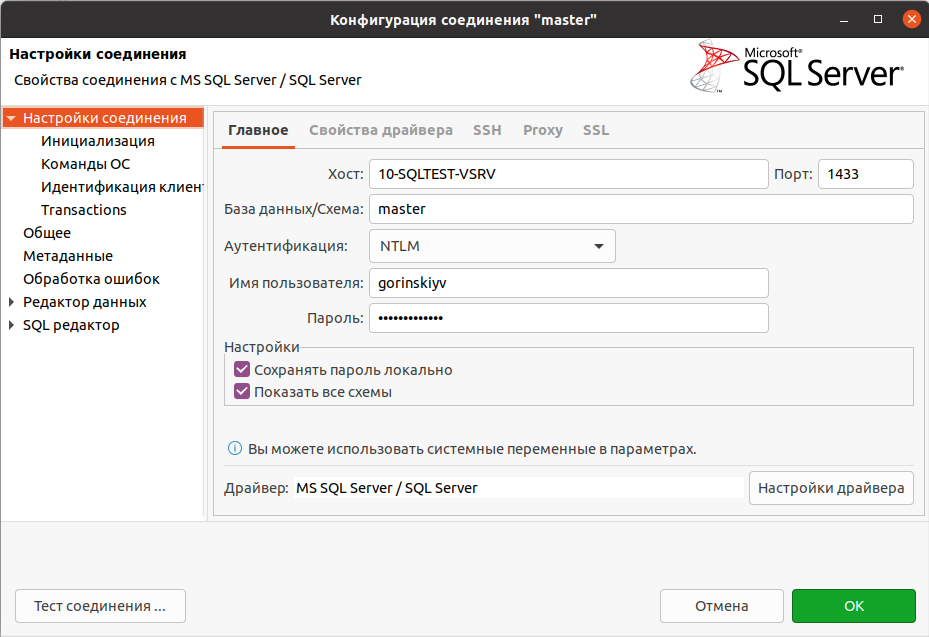 Конфигурация соединения "master"
Настройки соединения
Свойства соединения с MS SQL Server / SQL Server
Microsoft®
SQL Server®
Настройки соединения
Инициализация
Команды ОС
Идентификация клиент
Transactions
Общее
Метаданные
Обработка ошибок
Редактор данных
SQL редактор
Главное Свойства драйвера SSH Proxy SSL
Хост: 10-SQLTEST-VSRV Порт: 1433
База данных/Схема: master
Аутентификация: NTLM
Имя пользователя: gorinskiyv
Пароль: •••••••••••••
Настройки
Сохранять пароль локально
Показать все схемы
Вы можете использовать системные переменные в параметрах.
Драйвер: MS SQL Server / SQL Server Настройки драйвера
Тест соединения ... Отмена OK